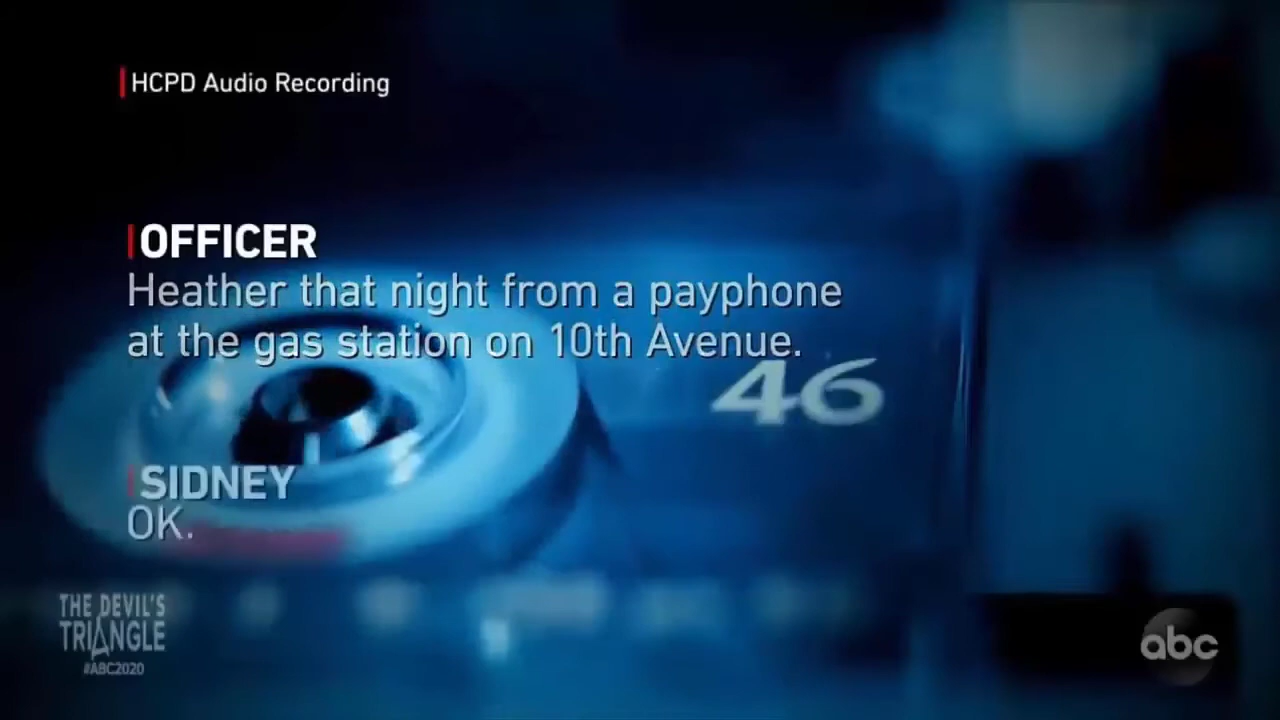 HCPD Audio Recording
OFFICER
Heather that night from a payphone
at the gas station on 10th Avenue.
46
SIDNEY
OK.
THE DEVIL'S
TRIANGLE
#ABC2020
abc